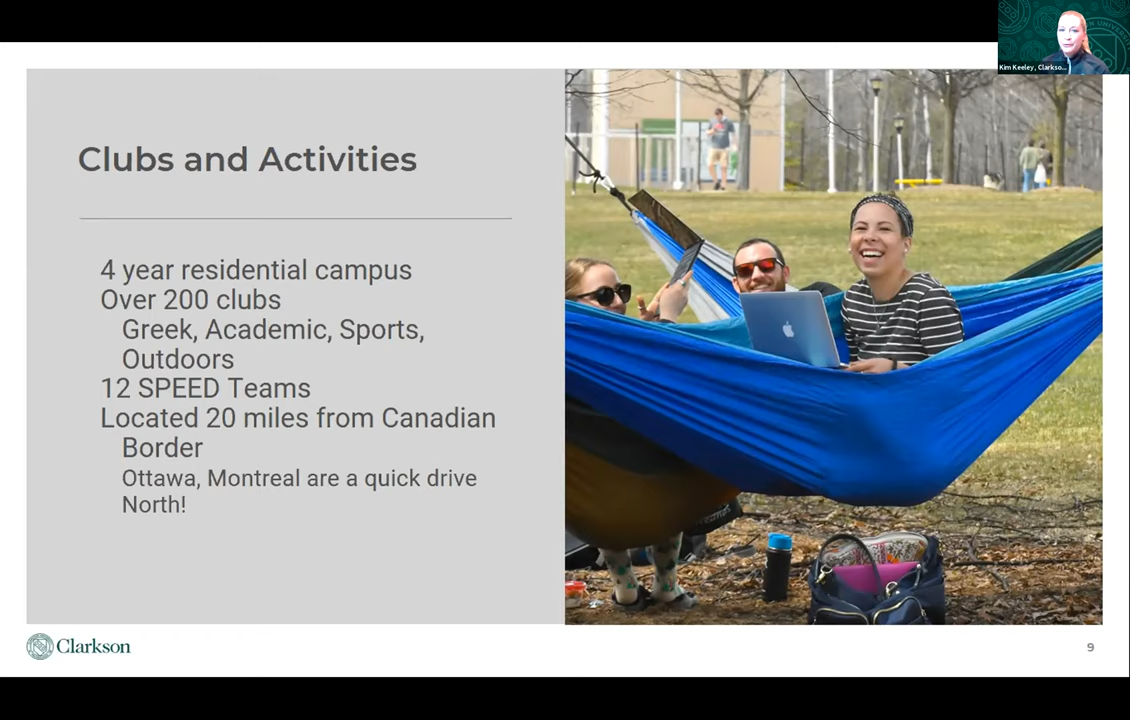 Kim Keeley, Clarkso...
Clubs and Activities
4 year residential campus
Over 200 clubs
Greek, Academic, Sports,
Outdoors
12 SPEED Teams
Located 20 miles from Canadian
Border
Ottawa, Montreal are a quick drive
North!
Clarkson
9